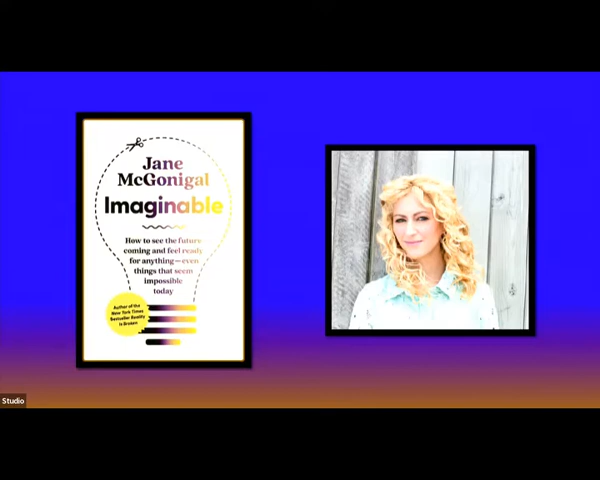 Jane
McGonigal
Imaginable
How to see the future
coming and feel ready
for anything—even
things that seem
impossible
today
Author of the
New York Times
Bestseller Reality
Is Broken
Studio